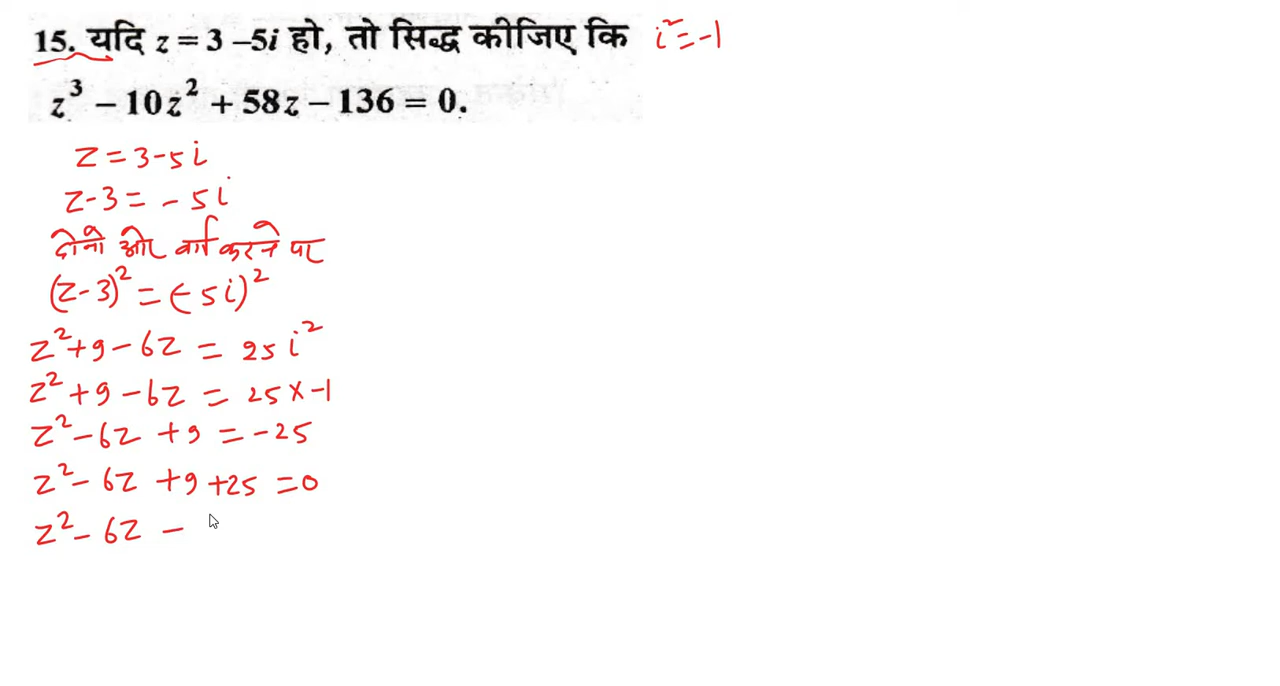 15. यदि z = 3 –5i हो, तो सिद्ध कीजिए कि i² = -1
z³ – 10z² + 58z – 136 = 0.
z = 3-5i
z-3 = -5i
दोनो ओर वर्ग करने पर
(z-3)² = (-5i)²
z²+9-6z = 25i²
z²+9-6z = 25×-1
z²-6z+9 = -25
z²-6z+9+25 = 0
z²-6z-